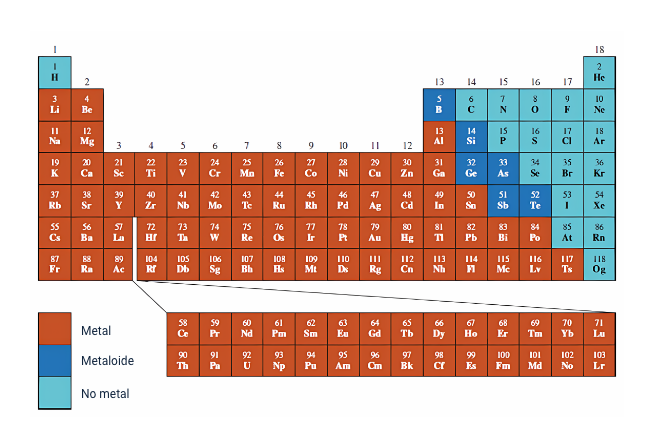 1 18
1 2
H 2 13 14 15 16 17 He
3 4 5 6 7 8 9 10
Li Be B C N O F Ne
11 12 13 14 15 16 17 18
Na Mg 3 4 5 6 7 8 9 10 11 12 Al Si P S Cl Ar
19 20 21 22 23 24 25 26 27 28 29 30 31 32 33 34 35 36
K Ca Sc Ti V Cr Mn Fe Co Ni Cu Zn Ga Ge As Se Br Kr
37 38 39 40 41 42 43 44 45 46 47 48 49 50 51 52 53 54
Rb Sr Y Zr Nb Mo Tc Ru Rh Pd Ag Cd In Sn Sb Te I Xe
55 56 57 72 73 74 75 76 77 78 79 80 81 82 83 84 85 86
Cs Ba La Hf Ta W Re Os Ir Pt Au Hg Tl Pb Bi Po At Rn
87 88 89 104 105 106 107 108 109 110 111 112 113 114 115 116 117 118
Fr Ra Ac Rf Db Sg Bh Hs Mt Ds Rg Cn Nh Fl Mc Lv Ts Og
58 59 60 61 62 63 64 65 66 67 68 69 70 71
Ce Pr Nd Pm Sm Eu Gd Tb Dy Ho Er Tm Yb Lu
90 91 92 93 94 95 96 97 98 99 100 101 102 103
Th Pa U Np Pu Am Cm Bk Cf Es Fm Md No Lr
Metal
Metaloide
No metal